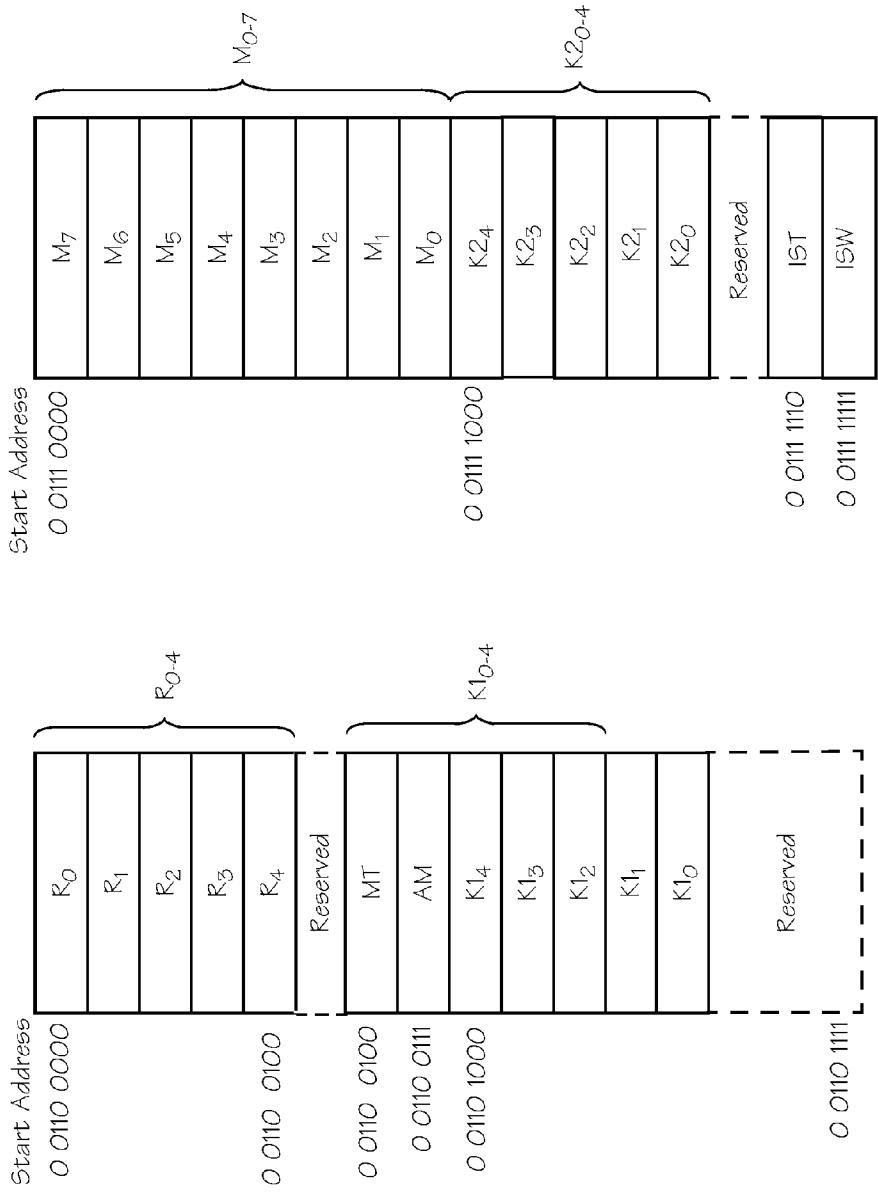 Start Address
0 0110 0000
R0
R1
R2
R3
0 0110 0100
R4
R0-4
Reserved
0 0110 0100
MT
0 0110 0111
AM
0 0110 1000
K14
K13
K12
K11
K10
K10-4
Reserved
0 0110 1111
Start Address
0 0111 0000
M7
M6
M5
M4
M3
M2
M1
M0
M0-7
0 0111 1000
K24
K23
K22
K21
K20
K20-4
Reserved
0 0111 1110
IST
0 0111 11111
ISW